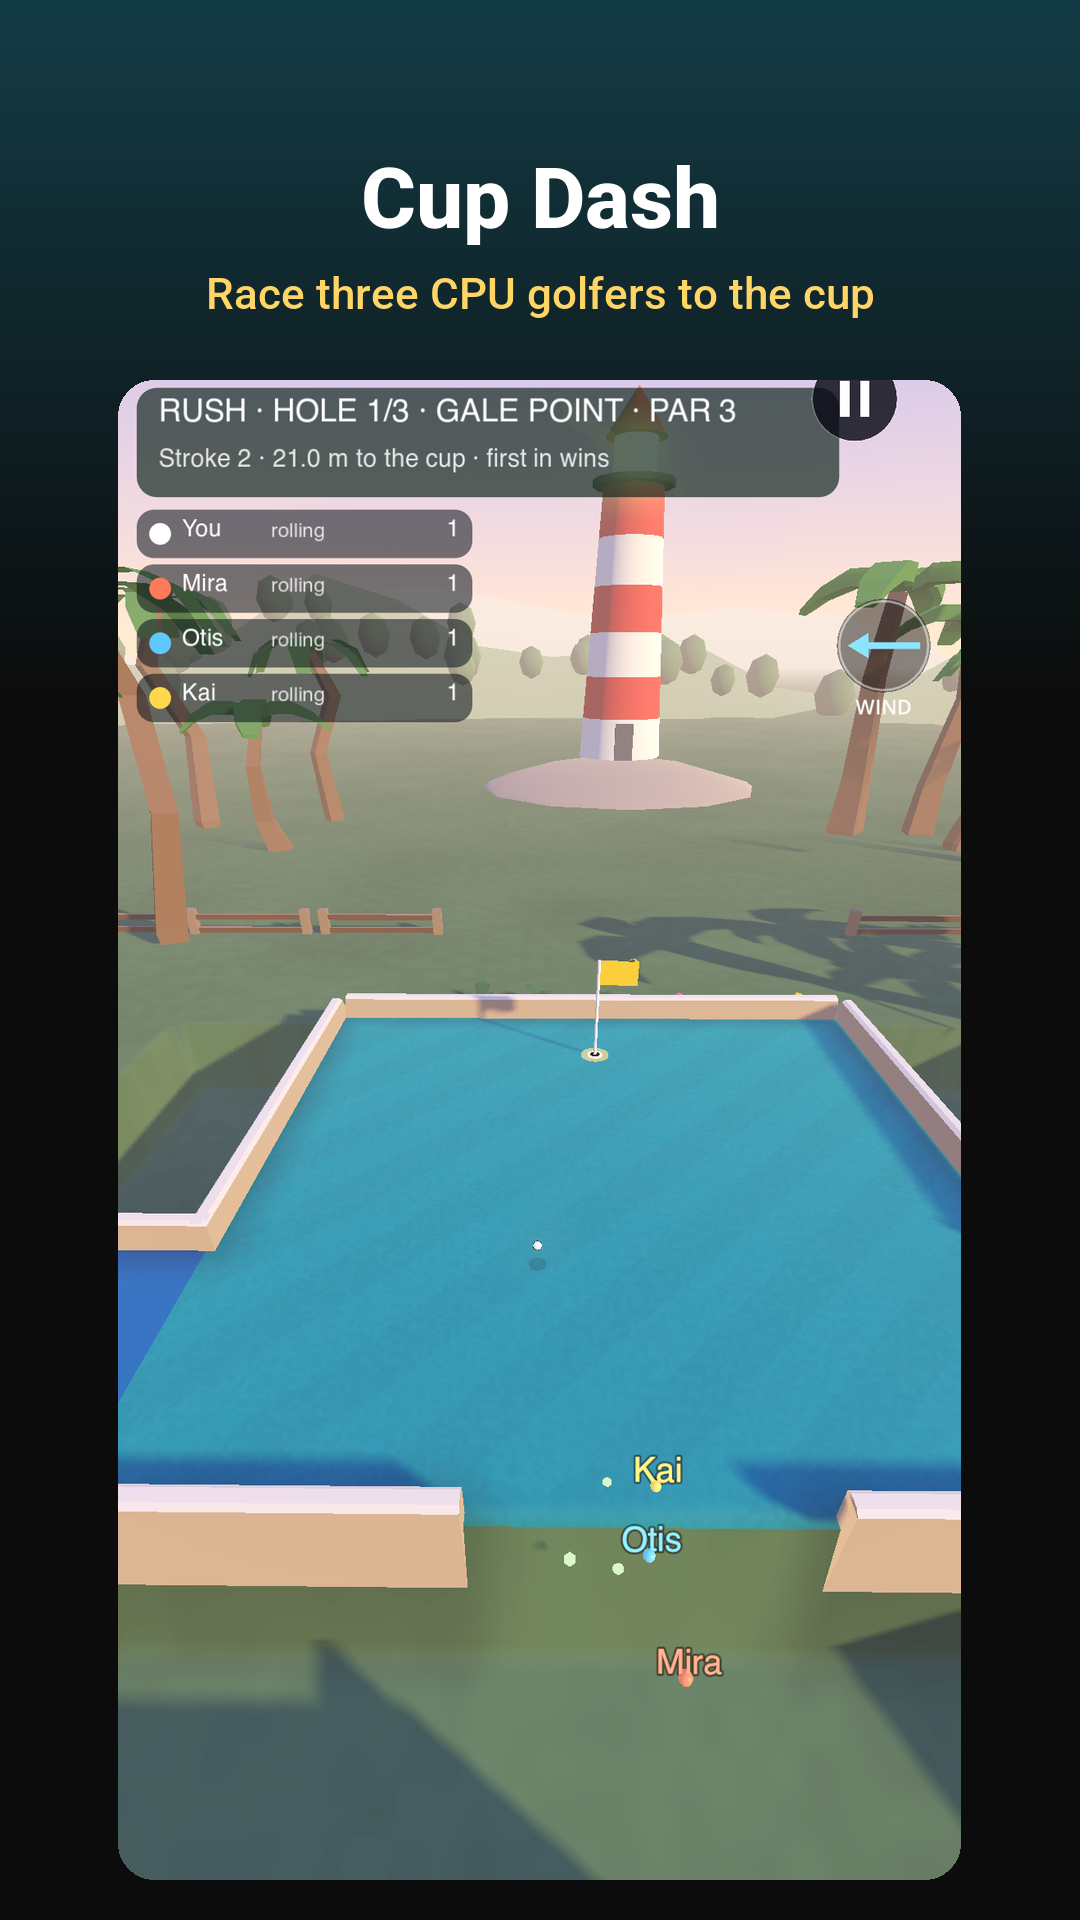 Cup Dash
Race three CPU golfers to the cup
RUSH · HOLE 1/3 · GALE POINT · PAR 3
Stroke 2 · 21.0 m to the cup · first in wins
You rolling 1
Mira rolling 1
Otis rolling 1
Kai rolling 1
WIND
Kai
Otis
Mira